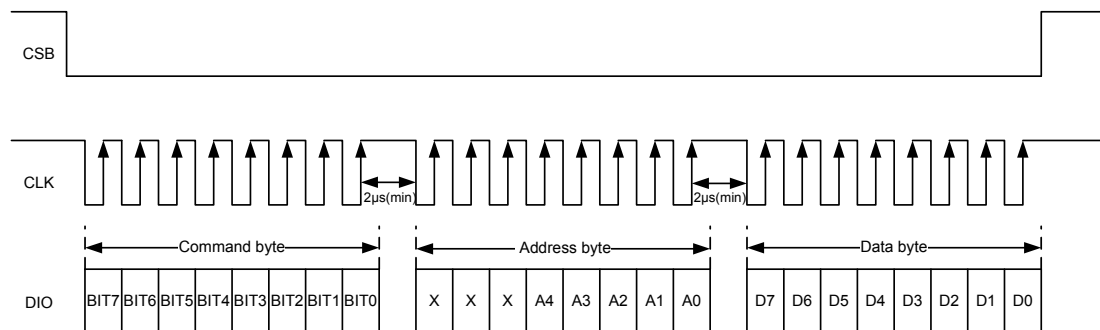 CSB
CLK
2μs(min)
2μs(min)
Command byte
Address byte
Data byte
DIO
BIT7 BIT6 BIT5 BIT4 BIT3 BIT2 BIT1 BIT0
X X X A4 A3 A2 A1 A0
D7 D6 D5 D4 D3 D2 D1 D0